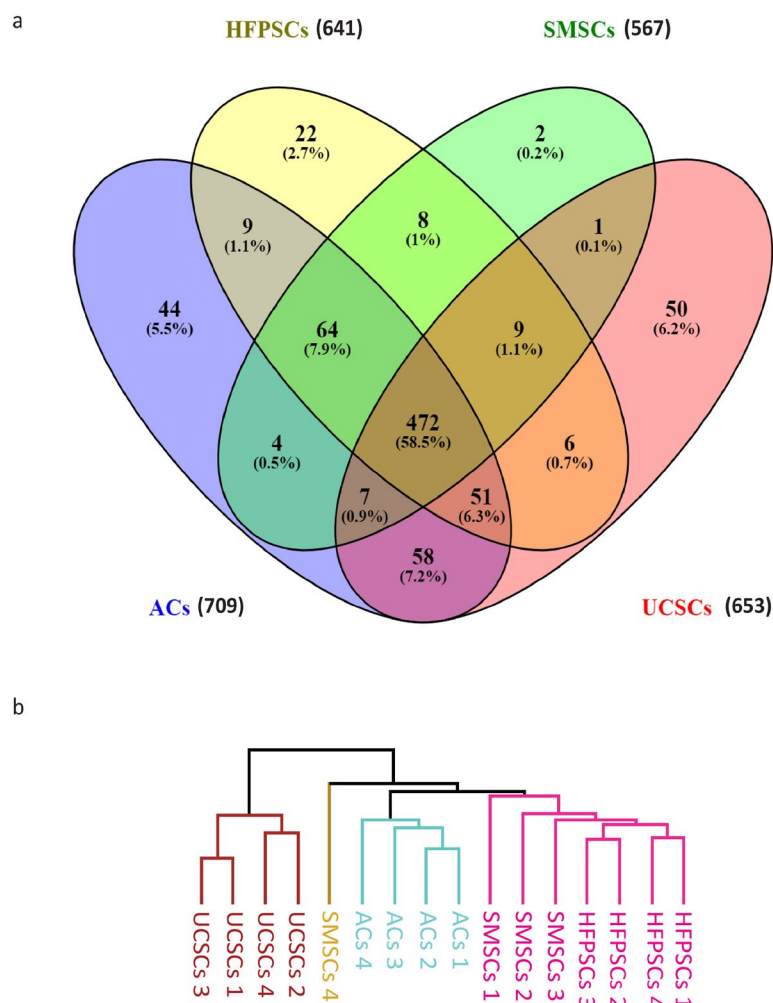 a
HFPSCs (641) SMSCs (567)
22 2
(2.7%) (0.2%)
9 8 1
(1.1%) (1%) (0.1%)
44 64 9 50
(5.5%) (7.9%) (1.1%) (6.2%)
472
(58.5%)
4 6
(0.5%) (0.7%)
7 51
(0.9%) (6.3%)
58
(7.2%)
ACs (709) UCSCs (653)
b
UCSCs 3
UCSCs 1
UCSCs 4
UCSCs 2
SMSCs 4
ACs 4
ACs 3
ACs 2
ACs 1
SMSCs 1
SMSCs 2
SMSCs 3
HFPSCs 3
HFPSCs 2
HFPSCs 4
HFPSCs 1